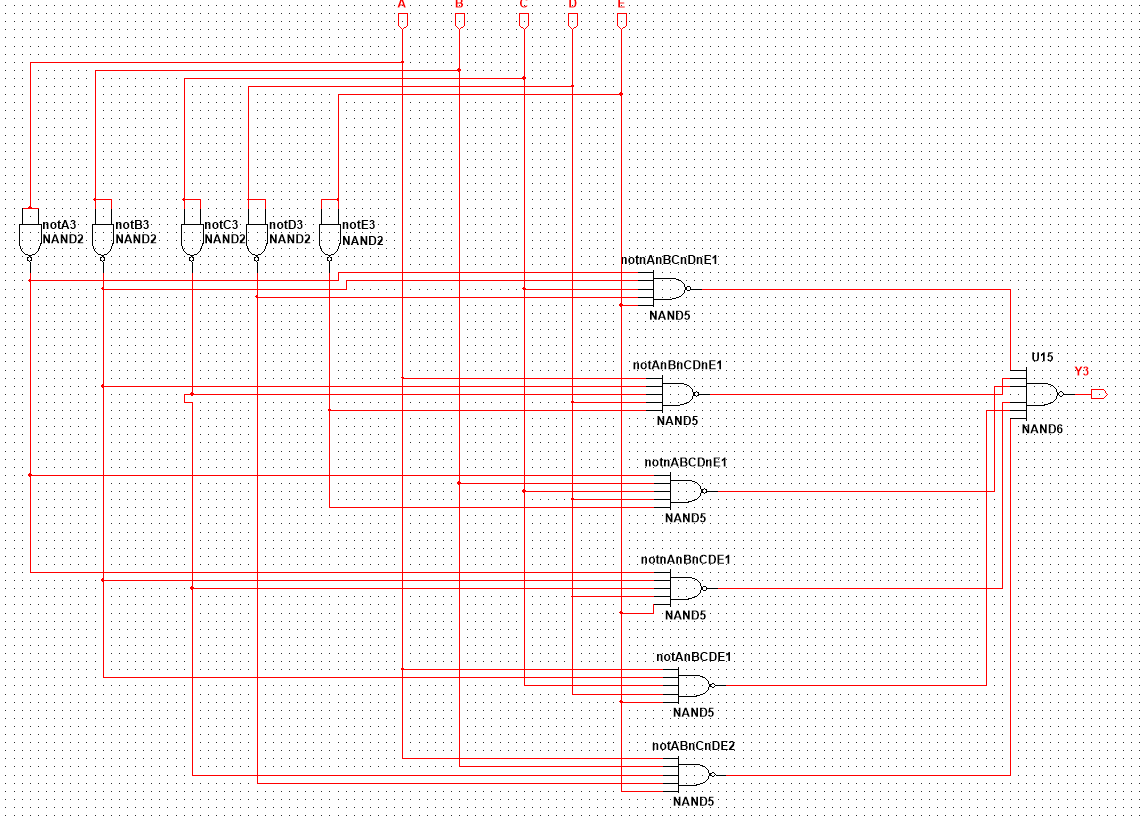 A B C D E
notA3 notB3 notC3 notD3 notE3
NAND2 NAND2 NAND2 NAND2 NAND2
notnAnBCnDnE1
NAND5
notAnBnCDnE1
NAND5
U15
Y3
NAND6
notnABCDnE1
NAND5
notnAnBnCDE1
NAND5
notAnBCDE1
NAND5
notABnCnDE2
NAND5